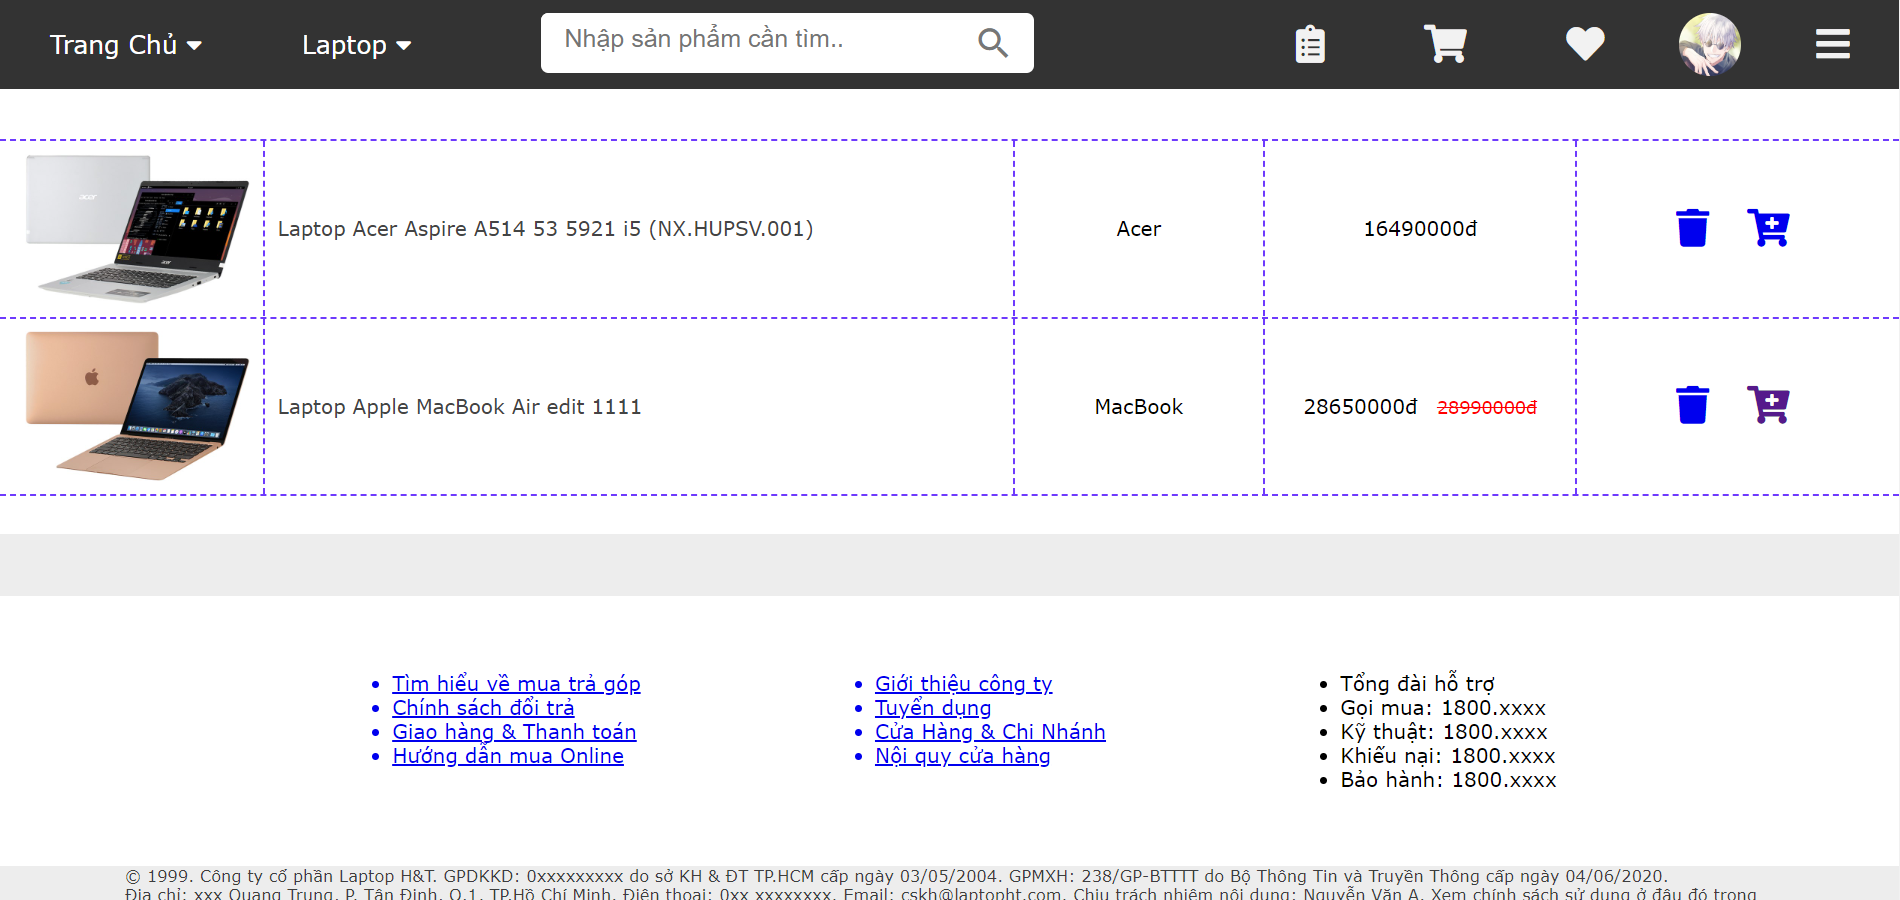 Trang Chủ Laptop Nhập sản phẩm cần tìm..
Laptop Acer Aspire A514 53 5921 i5 (NX.HUPSV.001) Acer 16490000đ
Laptop Apple MacBook Air edit 1111 MacBook 28650000đ 28990000đ
Tìm hiểu về mua trả góp
Chính sách đổi trả
Giao hàng & Thanh toán
Hướng dẫn mua Online
Giới thiệu công ty
Tuyển dụng
Cửa Hàng & Chi Nhánh
Nội quy cửa hàng
Tổng đài hỗ trợ
Gọi mua: 1800.xxxx
Kỹ thuật: 1800.xxxx
Khiếu nại: 1800.xxxx
Bảo hành: 1800.xxxx
© 1999. Công ty cổ phần Laptop H&T. GPDKKD: 0xxxxxxxxx do sở KH & ĐT TP.HCM cấp ngày 03/05/2004. GPMXH: 238/GP-BTTTT do Bộ Thông Tin và Truyền Thông cấp ngày 04/06/2020.
Địa chỉ: xxx Quang Trung, P. Tân Định, Q.1, TP.Hồ Chí Minh. Điện thoại: 0xx xxxxxxxx. Email: cskh@laptopht.com. Chịu trách nhiệm nội dung: Nguyễn Văn A. Xem chính sách sử dụng ở đâu đó trong